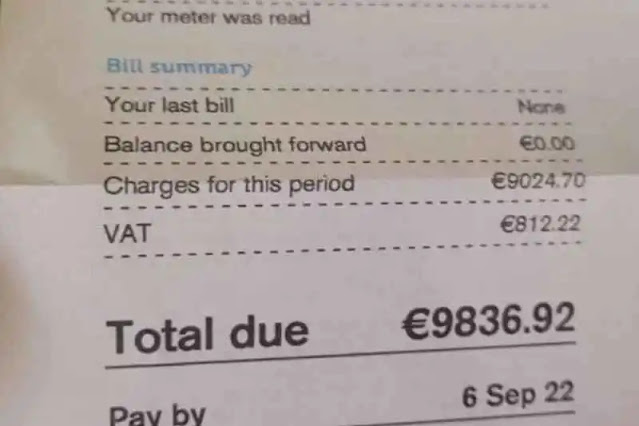 Your meter was read
Bill summary
Your last bill None
Balance brought forward €0.00
Charges for this period €9024.70
VAT €812.22
Total due €9836.92
Pay by 6 Sep 22